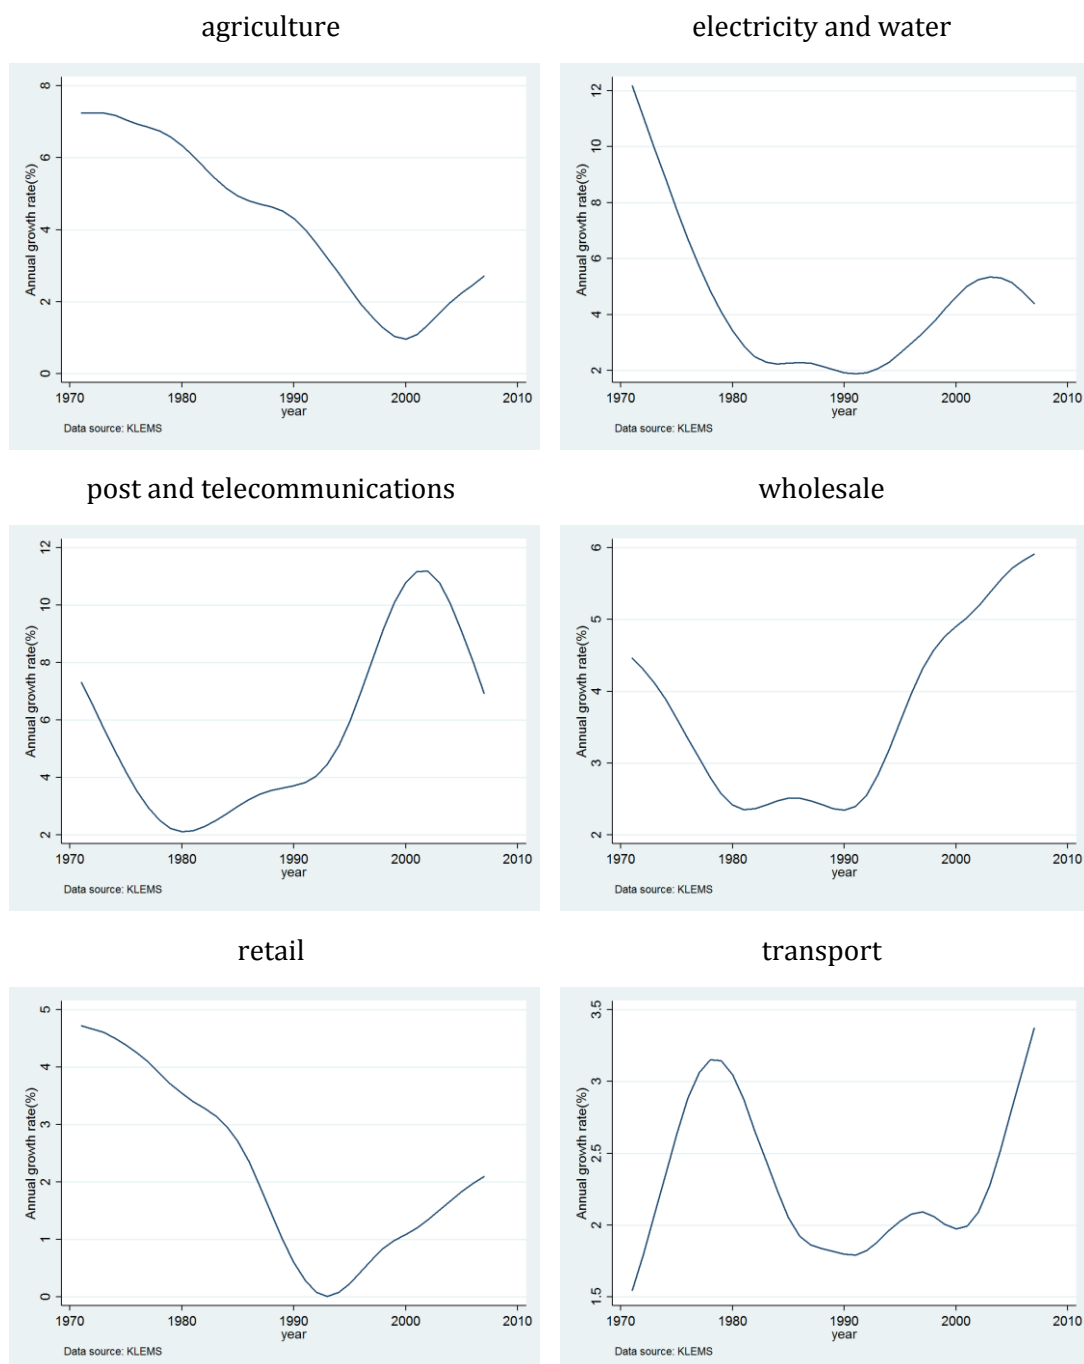 agriculture
electricity and water
Annual growth rate(%)
8
6
4
2
0
1970 1980 1990 2000 2010
year
Data source: KLEMS
Annual growth rate(%)
12
10
8
6
4
2
1970 1980 1990 2000 2010
year
Data source: KLEMS
post and telecommunications
wholesale
Annual growth rate(%)
12
10
8
6
4
2
1970 1980 1990 2000 2010
year
Data source: KLEMS
Annual growth rate(%)
6
5
4
3
2
1970 1980 1990 2000 2010
year
Data source: KLEMS
retail
transport
Annual growth rate(%)
5
4
3
2
1
0
1970 1980 1990 2000 2010
year
Data source: KLEMS
Annual growth rate(%)
3.5
3
2.5
2
1.5
1970 1980 1990 2000 2010
year
Data source: KLEMS